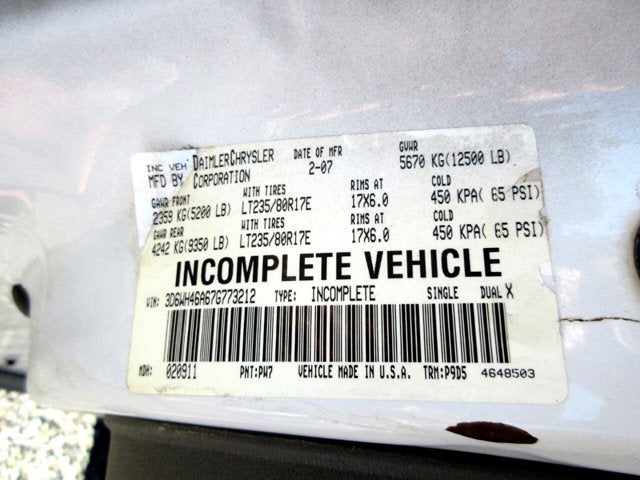 INC VEH DAIMLERCHRYSLER DATE OF MFR GVWR
MFD BY CORPORATION 2-07 5670 KG(12500 LB)
GAWR FRONT WITH TIRES RIMS AT COLD
2359 KG(5200 LB) LT235/80R17E 17X6.0 450 KPA( 65 PSI)
GAWR REAR WITH TIRES RIMS AT COLD
4242 KG(9350 LB) LT235/80R17E 17X6.0 450 KPA( 65 PSI)
INCOMPLETE VEHICLE
VIN: 3D6WH46A67G773212 TYPE: INCOMPLETE SINGLE DUAL X
MDH: 020911 PNT:PW7 VEHICLE MADE IN U.S.A. TRM:P9D5 4648503